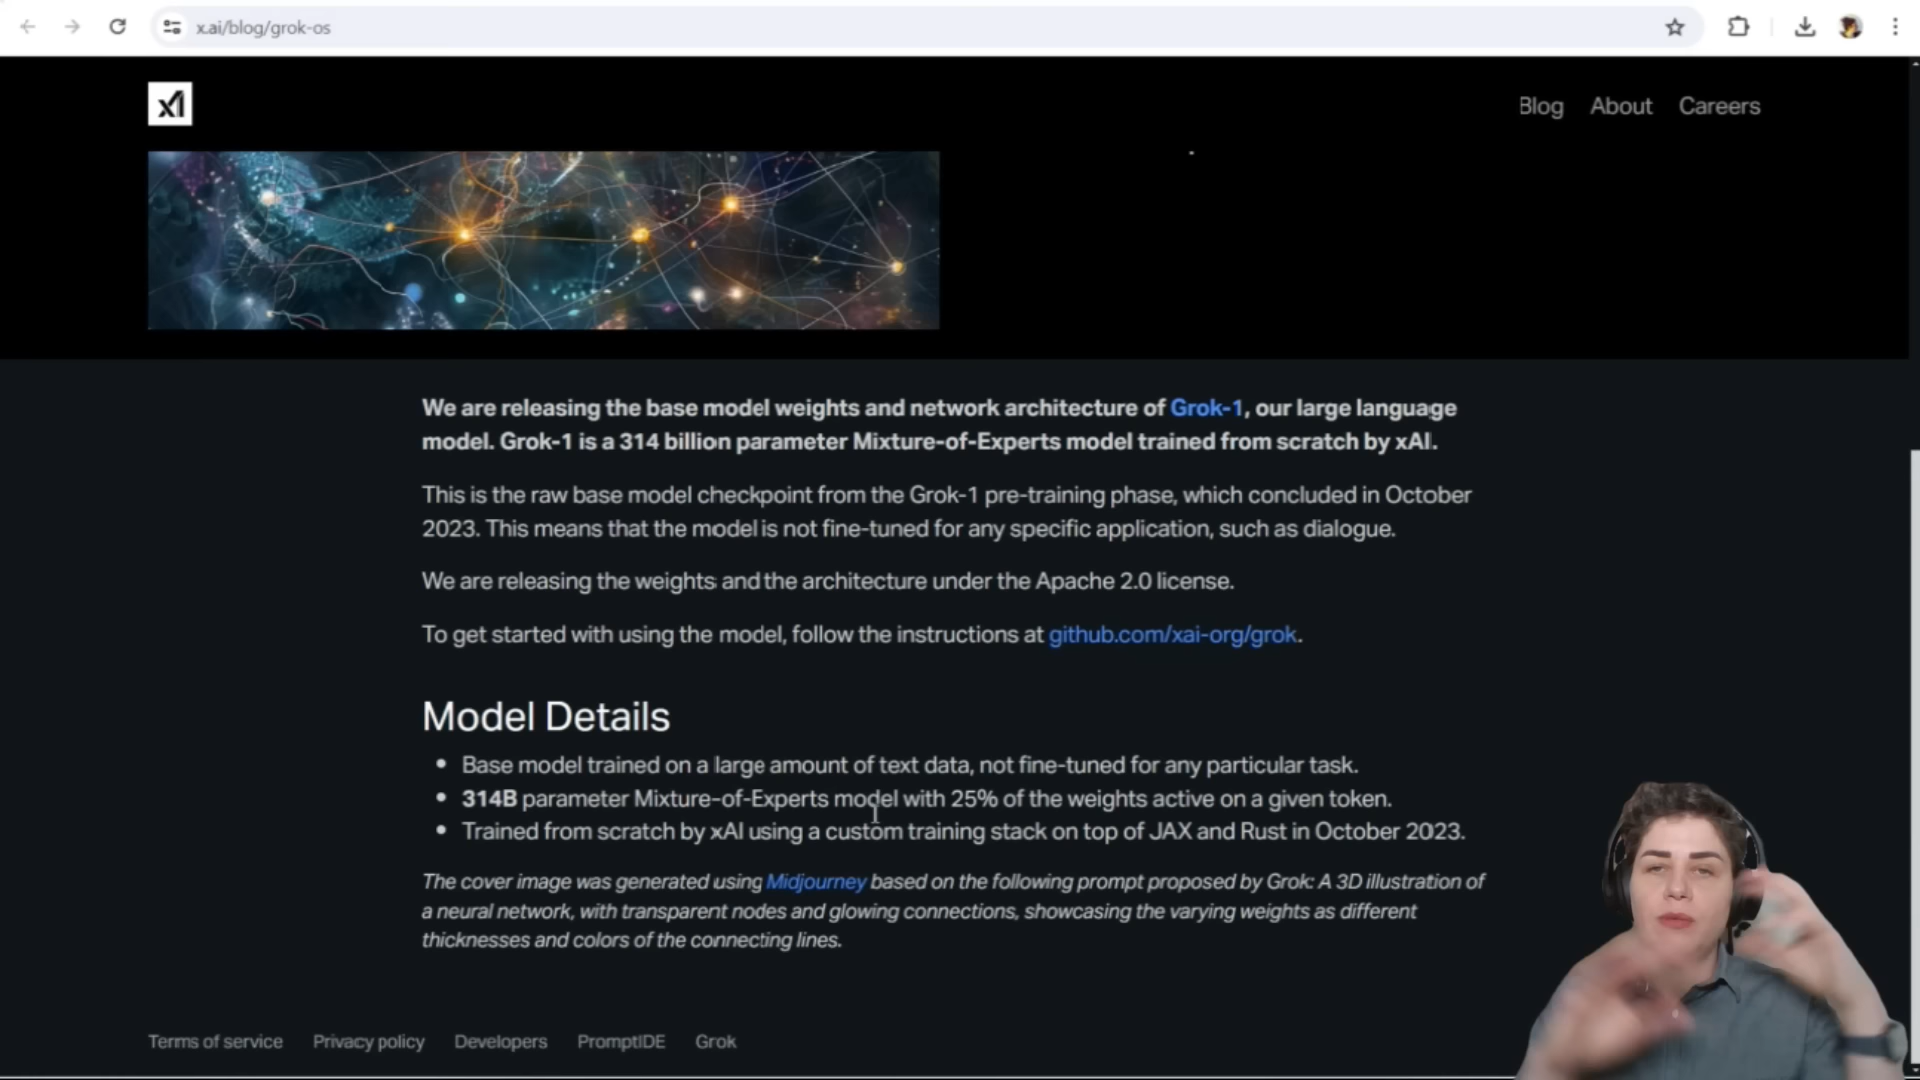 x.ai/blog/grok-os
xAI
Blog About Careers
We are releasing the base model weights and network architecture of Grok-1, our large language
model. Grok-1 is a 314 billion parameter Mixture-of-Experts model trained from scratch by xAI.
This is the raw base model checkpoint from the Grok-1 pre-training phase, which concluded in October
2023. This means that the model is not fine-tuned for any specific application, such as dialogue.
We are releasing the weights and the architecture under the Apache 2.0 license.
To get started with using the model, follow the instructions at github.com/xai-org/grok.
Model Details
• Base model trained on a large amount of text data, not fine-tuned for any particular task.
• 314B parameter Mixture-of-Experts model with 25% of the weights active on a given token.
• Trained from scratch by xAI using a custom training stack on top of JAX and Rust in October 2023.
The cover image was generated using Midjourney based on the following prompt proposed by Grok: A 3D illustration of
a neural network, with transparent nodes and glowing connections, showcasing the varying weights as different
thicknesses and colors of the connecting lines.
Terms of service Privacy policy Developers PromptIDE Grok